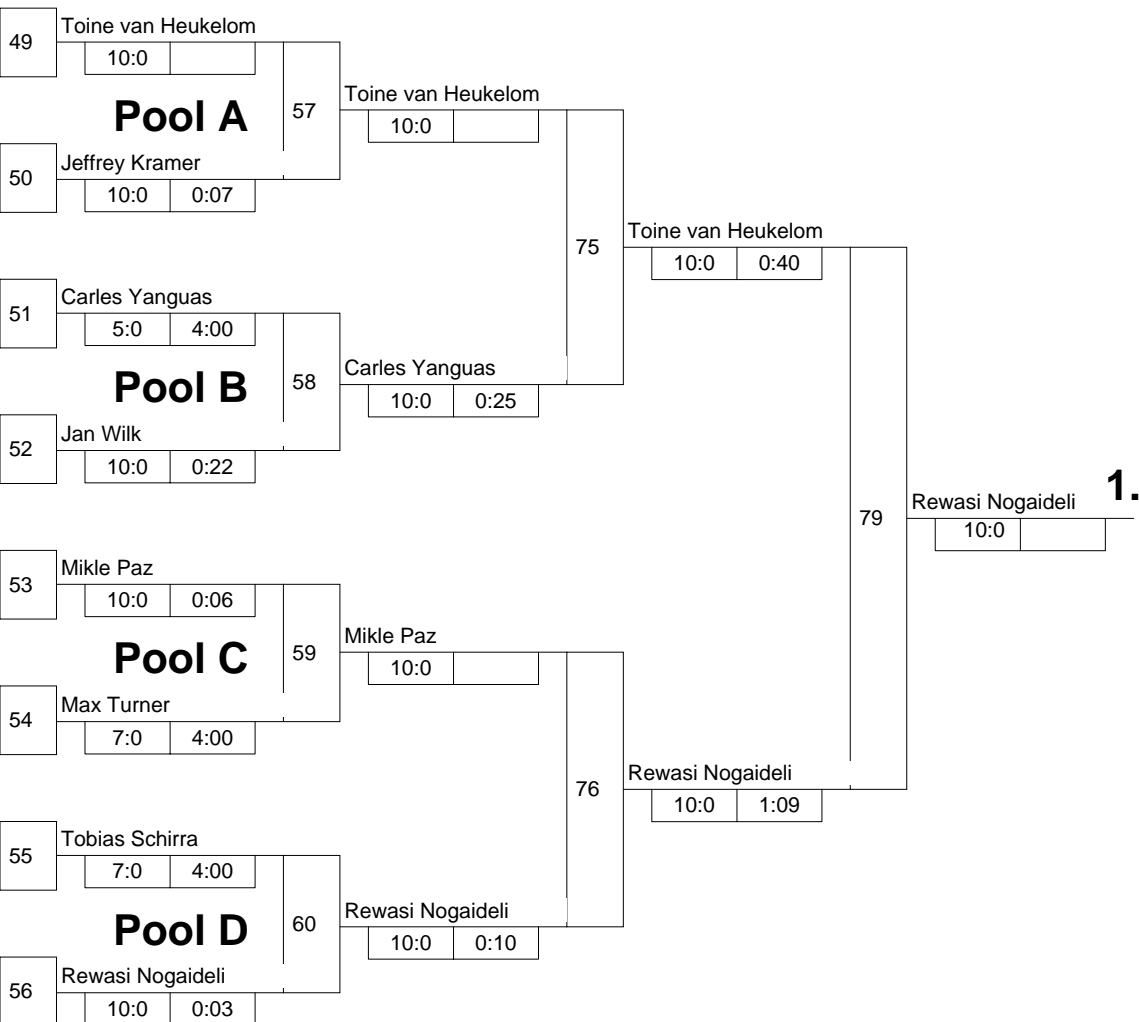 49 Toine van Heukelom
10:0
Pool A 57 Toine van Heukelom
10:0
50 Jeffrey Kramer
10:0 0:07
75 Toine van Heukelom
10:0 0:40
51 Carles Yanguas
5:0 4:00
Pool B 58 Carles Yanguas
10:0 0:25
52 Jan Wilk
10:0 0:22
79 Rewasi Nogaideli 1.
10:0
53 Mikle Paz
10:0 0:06
Pool C 59 Mikle Paz
10:0
54 Max Turner
7:0 4:00
76 Rewasi Nogaideli
10:0 1:09
55 Tobias Schirra
7:0 4:00
Pool D 60 Rewasi Nogaideli
10:0 0:10
56 Rewasi Nogaideli
10:0 0:03